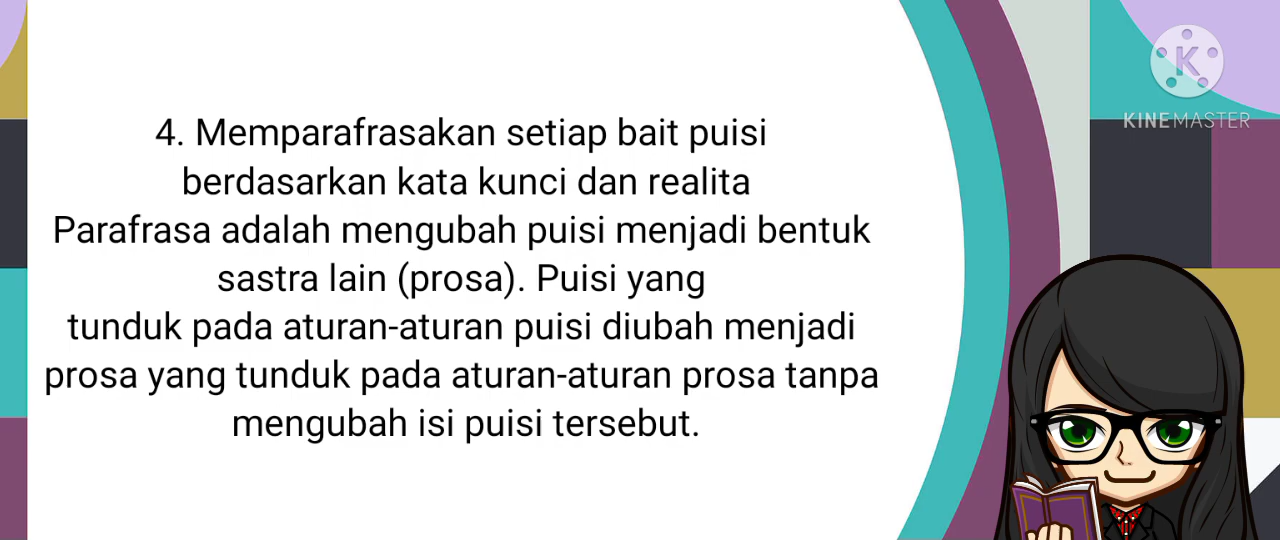 4. Memparafrasakan setiap bait puisi
berdasarkan kata kunci dan realita
Parafrasa adalah mengubah puisi menjadi bentuk
sastra lain (prosa). Puisi yang
tunduk pada aturan-aturan puisi diubah menjadi
prosa yang tunduk pada aturan-aturan prosa tanpa
mengubah isi puisi tersebut.
K
KINEMASTER